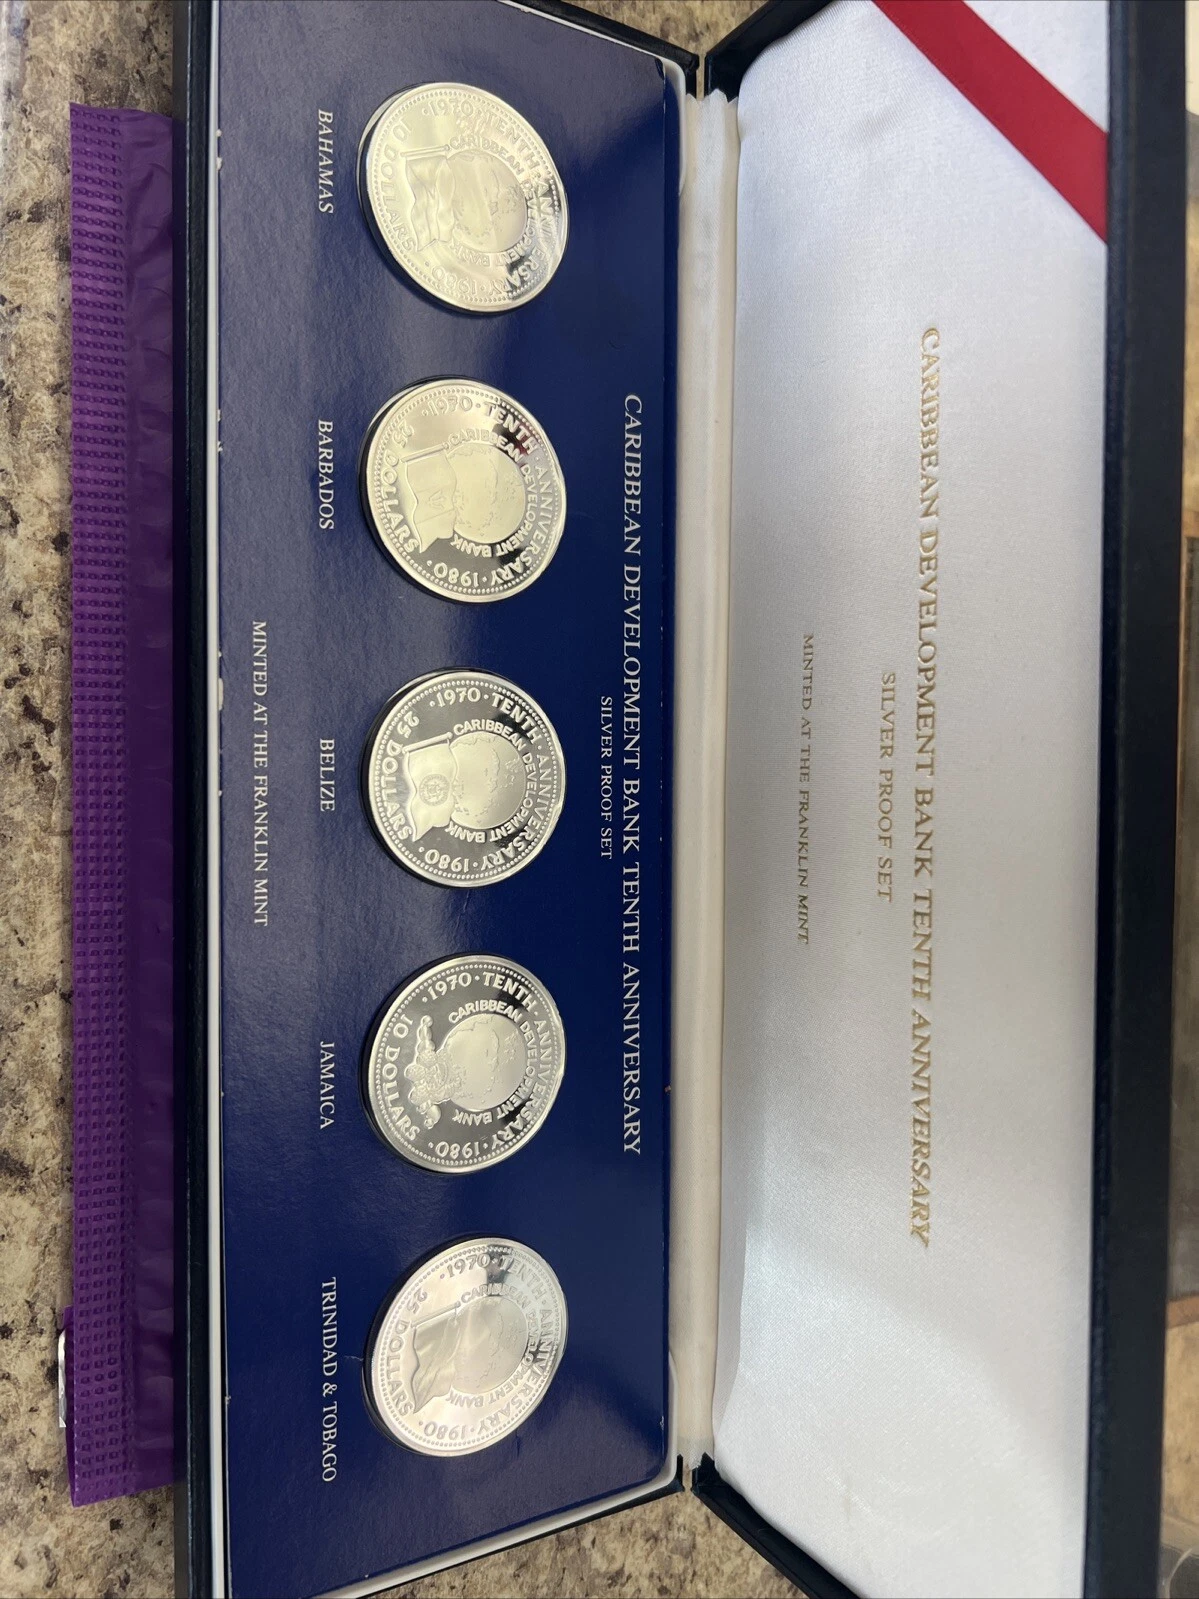 CARIBBEAN DEVELOPMENT BANK TENTH ANNIVERSARY
SILVER PROOF SET
MINTED AT THE FRANKLIN MINT
CARIBBEAN DEVELOPMENT BANK TENTH ANNIVERSARY
SILVER PROOF SET
·1970·TENTH·ANNIVERSARY·1980·
CARIBBEAN DEVELOPMENT BANK
10 DOLLARS
BAHAMAS
·1970·TENTH·ANNIVERSARY·1980·
CARIBBEAN DEVELOPMENT BANK
25 DOLLARS
BARBADOS
·1970·TENTH·ANNIVERSARY·1980·
CARIBBEAN DEVELOPMENT BANK
25 DOLLARS
BELIZE
·1970·TENTH·ANNIVERSARY·1980·
CARIBBEAN DEVELOPMENT BANK
10 DOLLARS
JAMAICA
·1970·TENTH·ANNIVERSARY·1980·
CARIBBEAN DEVELOPMENT BANK
25 DOLLARS
TRINIDAD & TOBAGO
MINTED AT THE FRANKLIN MINT